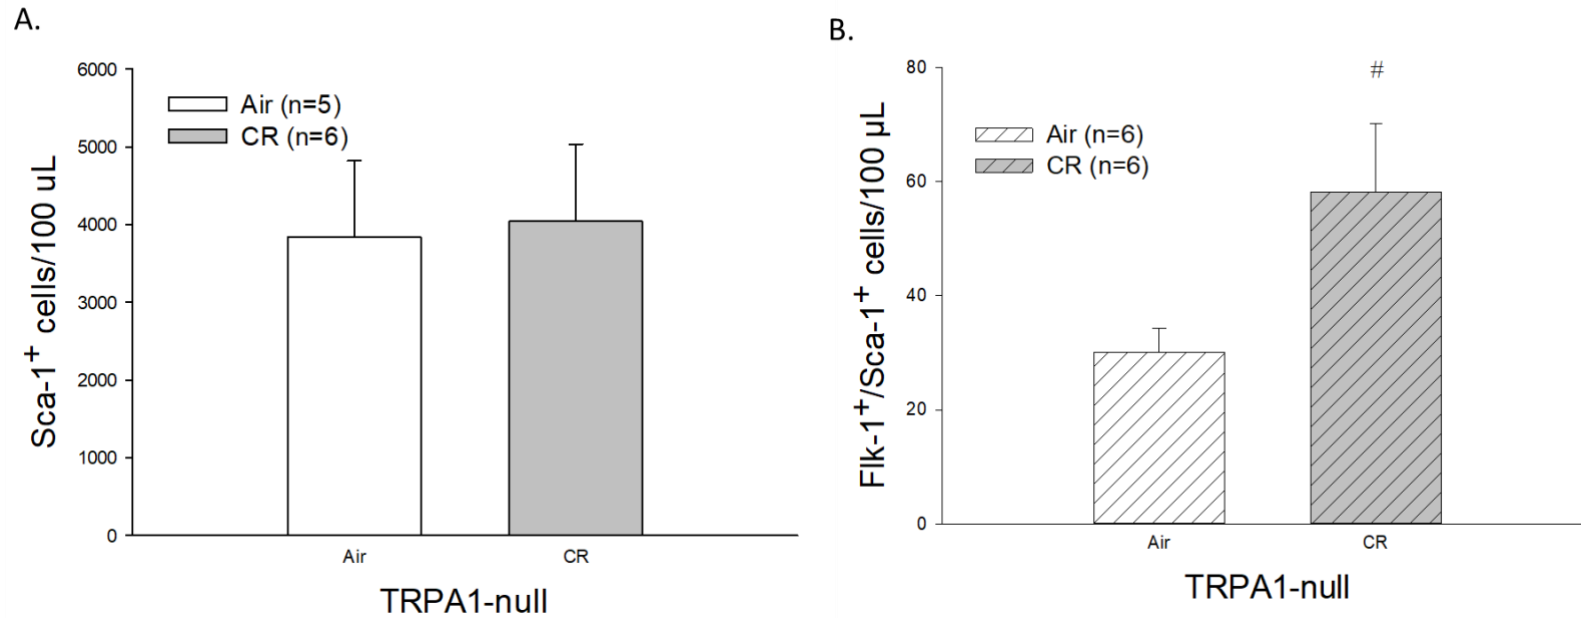 A.
Sca-1⁺ cells/100 uL
6000
5000
4000
3000
2000
1000
0
Air (n=5)
CR (n=6)
Air
CR
TRPA1-null
B.
Flk-1⁺/Sca-1⁺ cells/100 µL
80
60
40
20
0
Air (n=6)
CR (n=6)
#
Air
CR
TRPA1-null